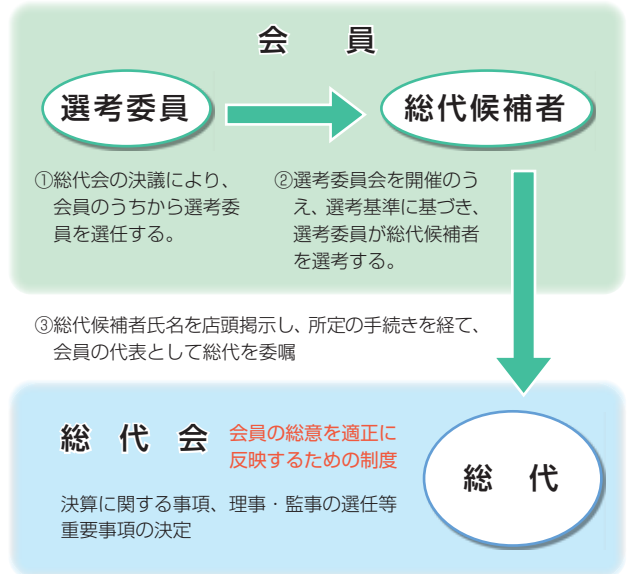 会　員
選考委員
総代候補者
①総代会の決議により、
会員のうちから選考委
員を選任する。
②選考委員会を開催のう
え、選考基準に基づき、
選考委員が総代候補者
を選考する。
③総代候補者氏名を店頭掲示し、所定の手続きを経て、
会員の代表として総代を委嘱
総　代　会
会員の総意を適正に
反映するための制度
決算に関する事項、理事・監事の選任等
重要事項の決定
総　代